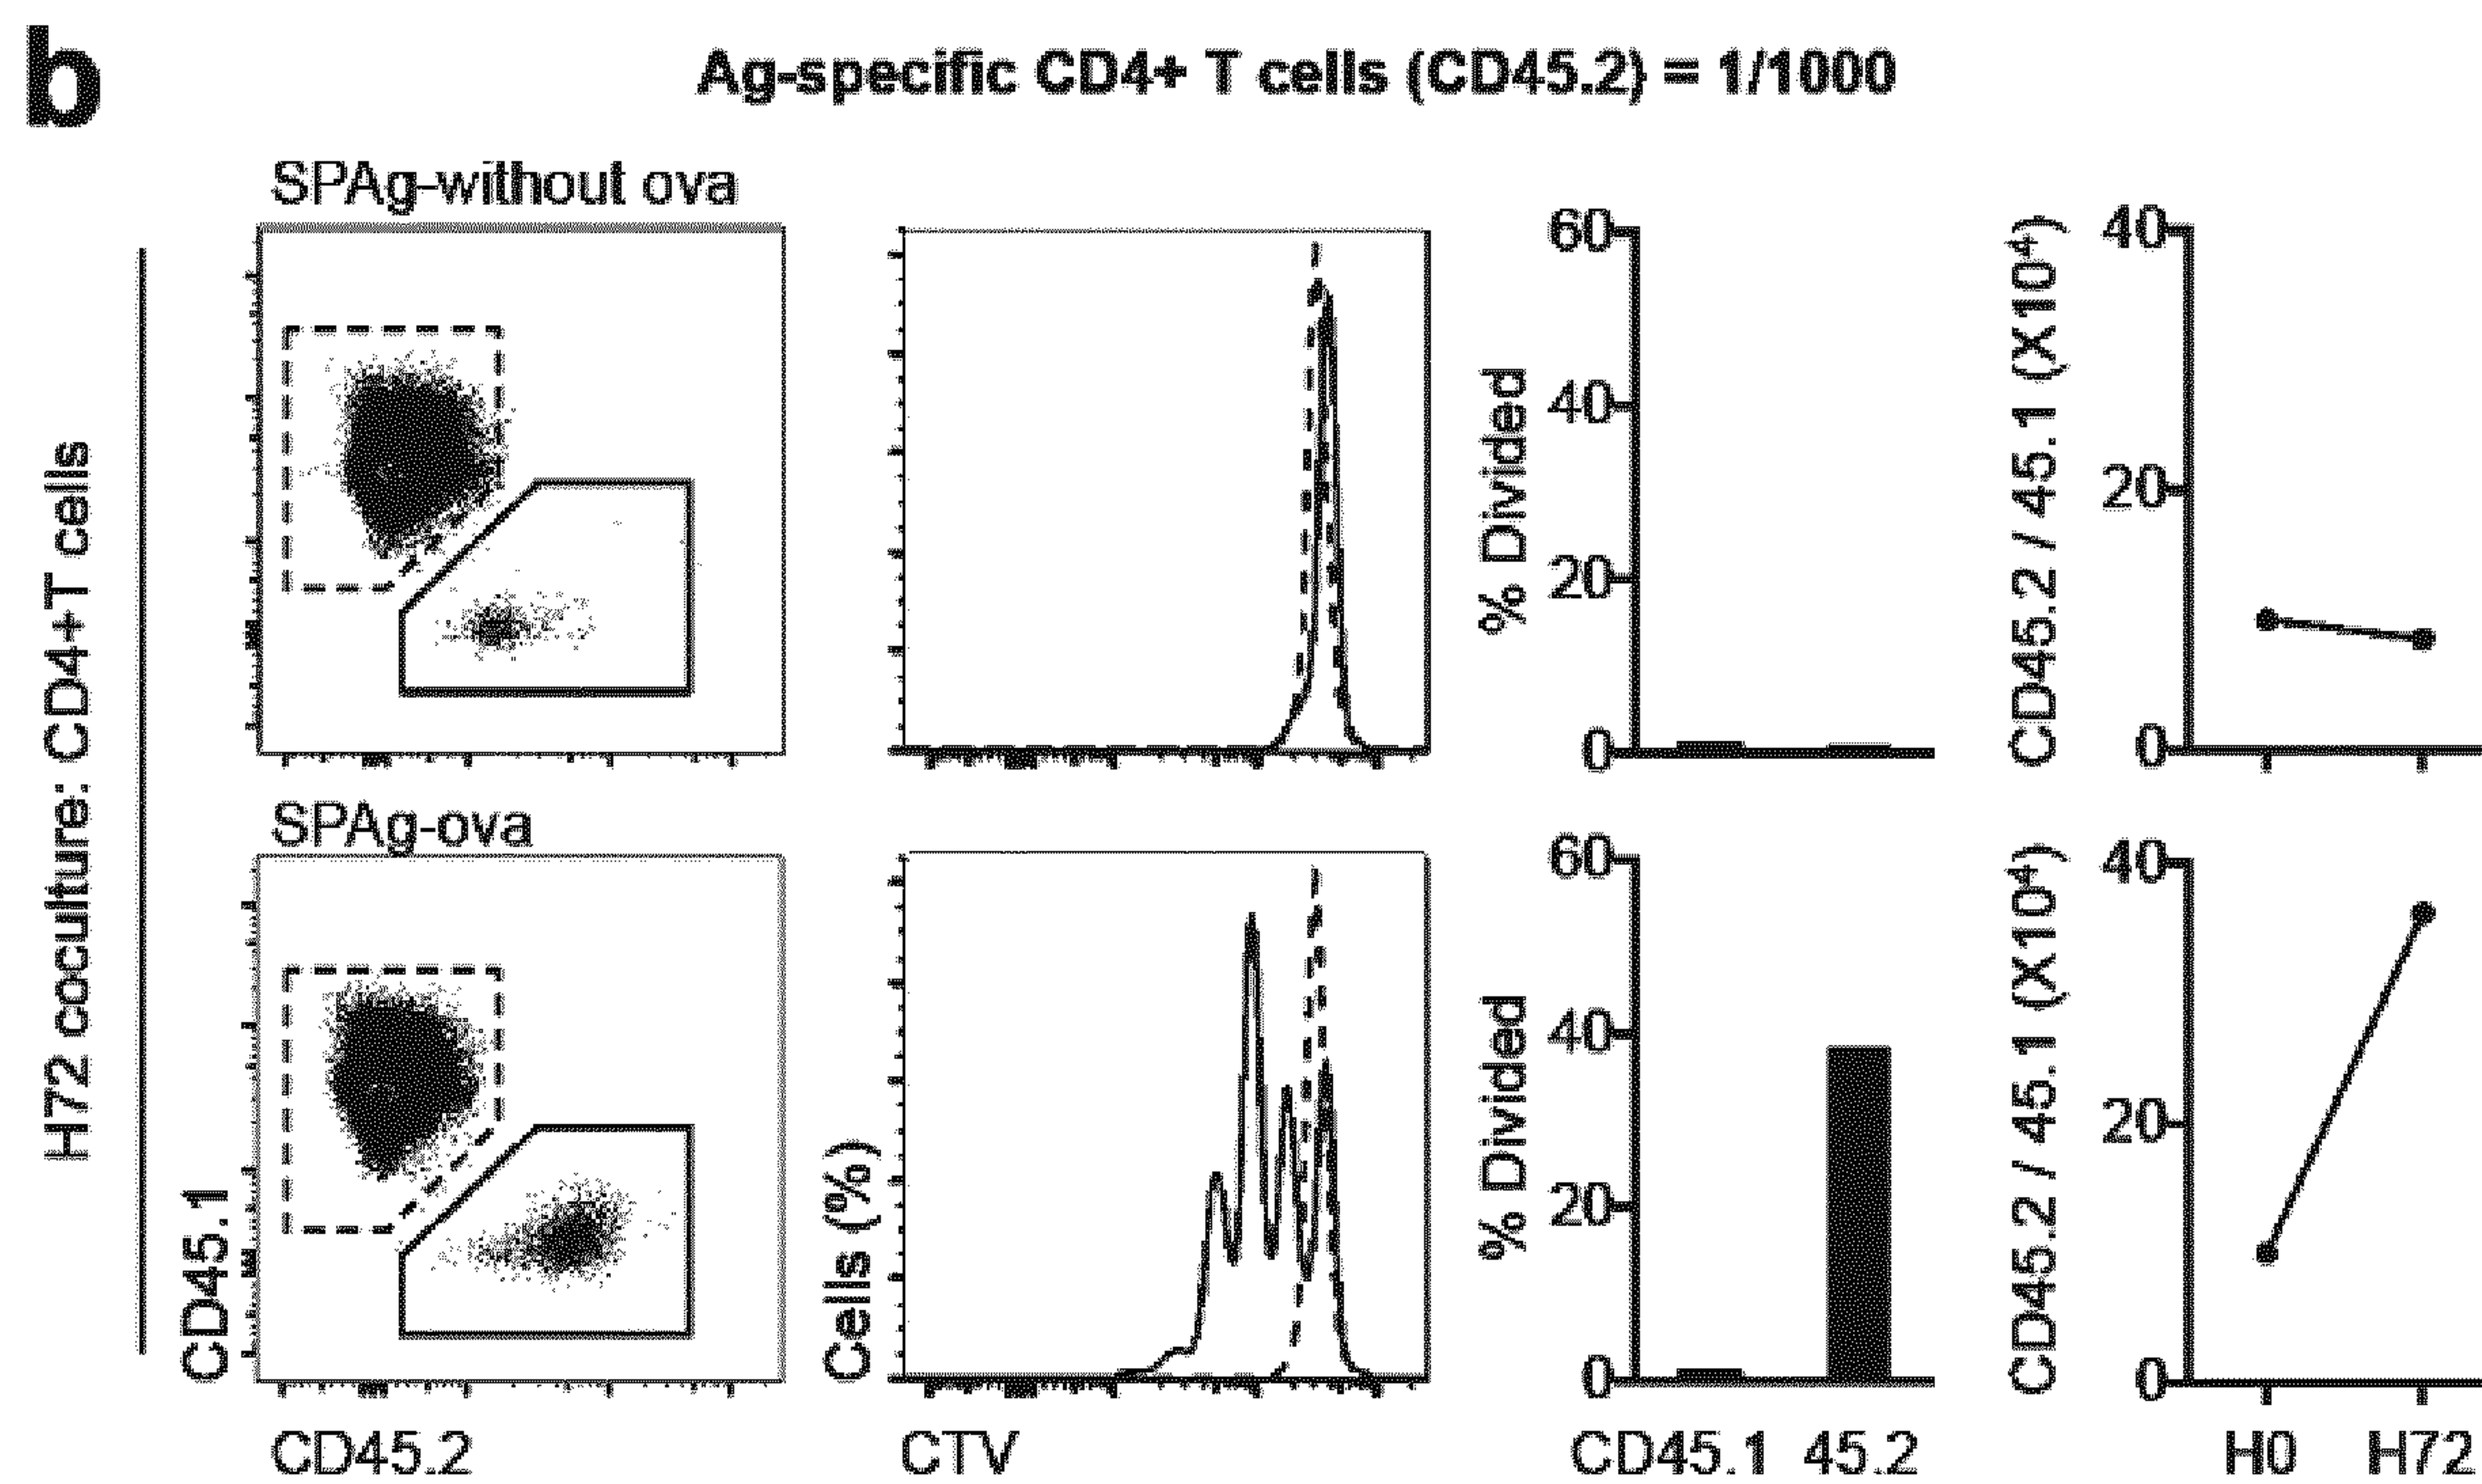 b
Ag-specific CD4+ T cells (CD45.2) = 1/1000
H72 coculture: CD4+T cells
SPAg-without ova
% Divided
60
40
20
0
CD45.2 / 45.1 (X10⁴)
40
20
0
SPAg-ova
CD45.1
CD45.2
Cells (%)
CTV
% Divided
60
40
20
0
CD45.1 45.2
CD45.2 / 45.1 (X10⁴)
40
20
0
H0 H72